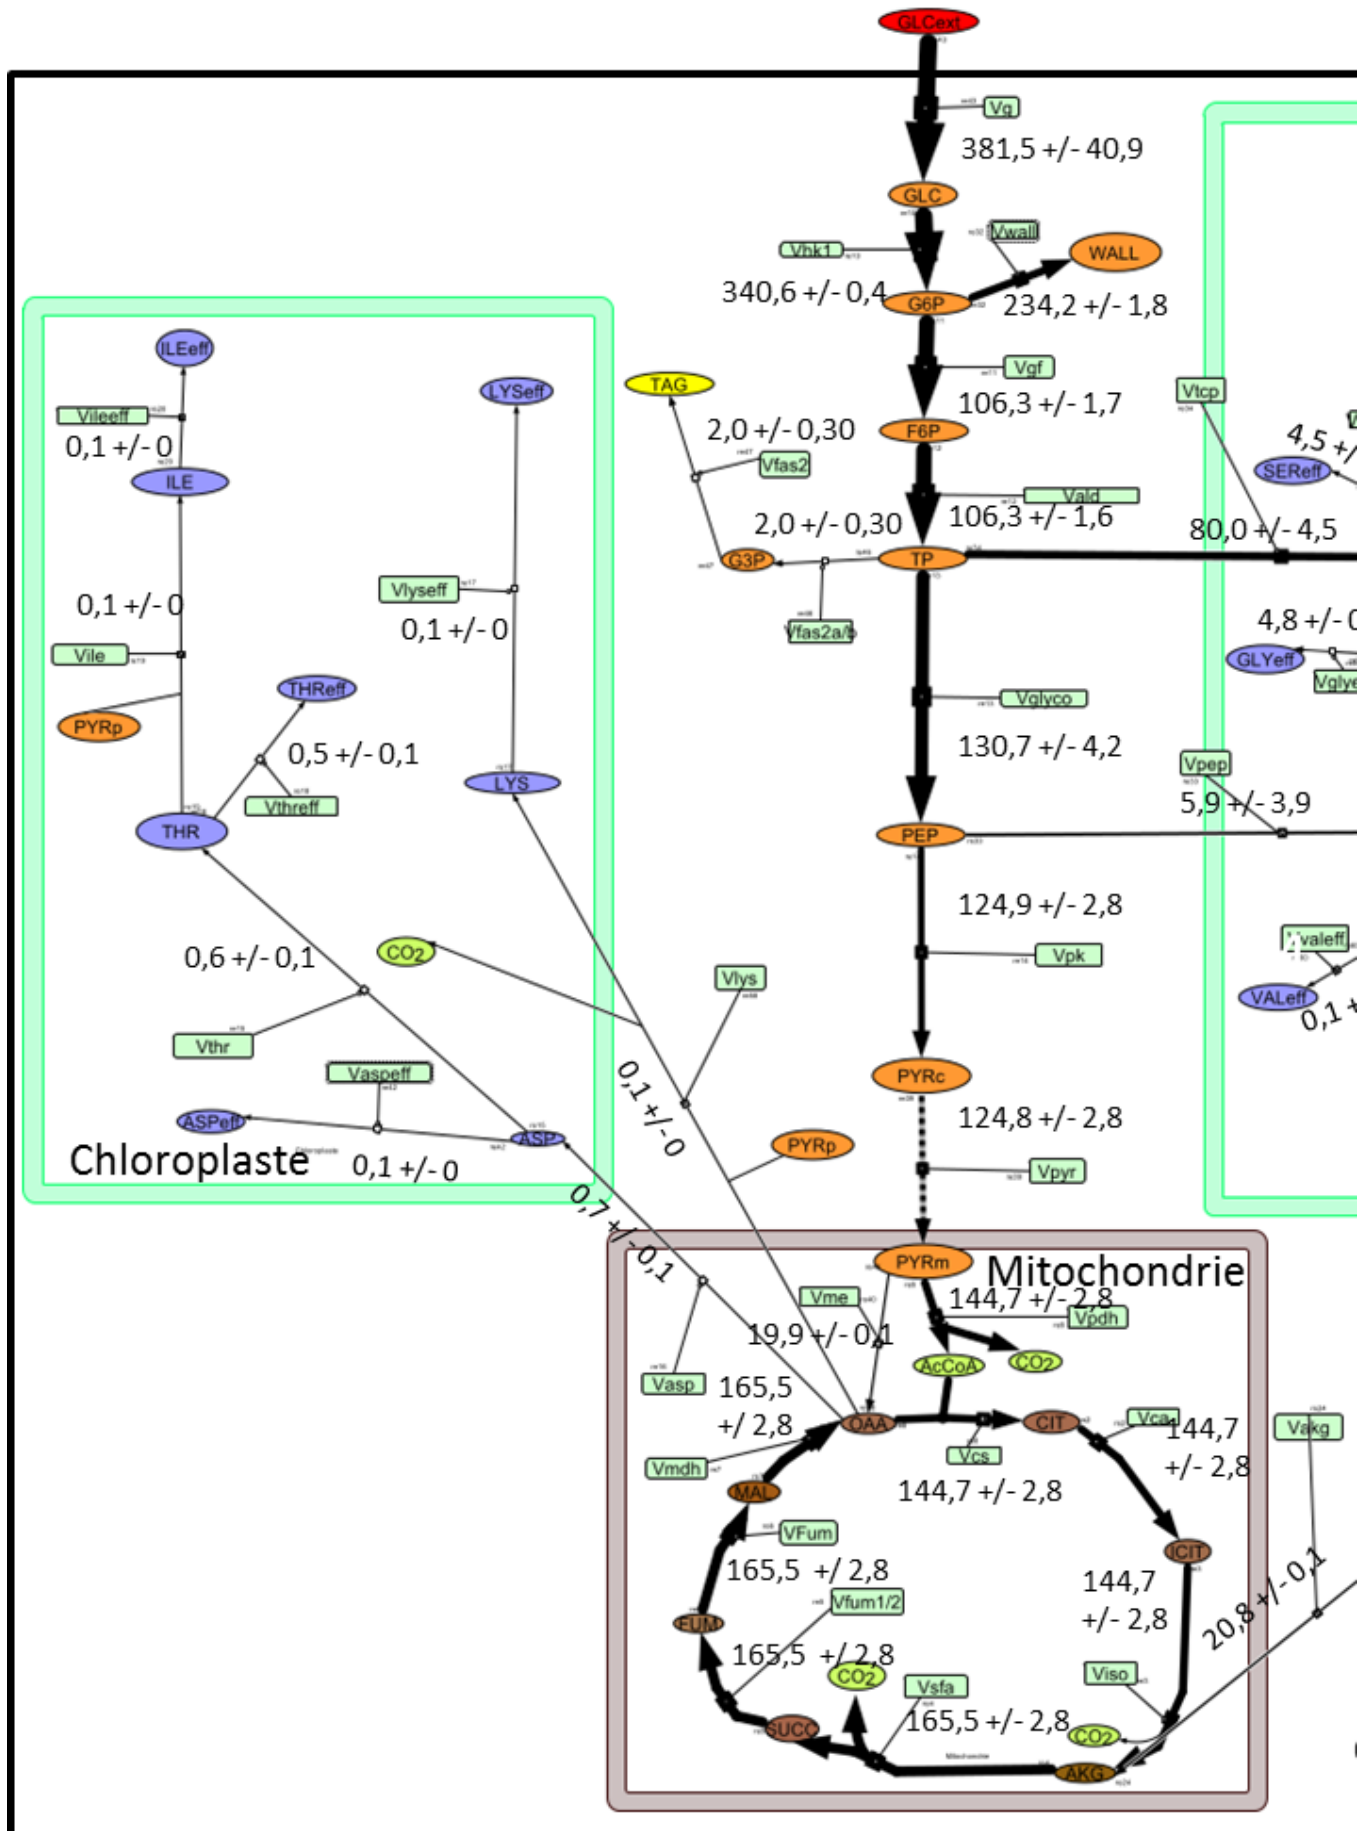 GLCext
Vg
381,5 +/- 40,9
GLC
Vhk1
Vwall
WALL
340,6 +/- 0,4
G6P
234,2 +/- 1,8
ILEeff
LYSeff
TAG
Vgf
Vtcp
Vileeff
0,1 +/- 0
2,0 +/- 0,30
106,3 +/- 1,7
F6P
4,5 +/
Vfas2
SEReff
ILE
Vald
2,0 +/- 0,30
106,3 +/- 1,6
80,0 +/- 4,5
G3P
TP
Vlyseff
0,1 +/- 0
0,1 +/- 0
Vfas2a/b
4,8 +/- 0
Vile
GLYeff
Vglye
THReff
PYRp
Vglyco
0,5 +/- 0,1
130,7 +/- 4,2
Vpep
LYS
5,9 +/- 3,9
Vthreff
THR
PEP
124,9 +/- 2,8
CO2
0,6 +/- 0,1
Vvaleff
Vpk
Vlys
VALeff
0,1 +
Vthr
Vaspeff
PYRc
0,1 +/- 0
124,8 +/- 2,8
ASPeff
ASP
PYRp
Chloroplaste
0,1 +/- 0
Vpyr
0,7 +/- 0,1
PYRm
Mitochondrie
Vme
144,7 +/- 2,8
Vpdh
19,9 +/- 0,1
AcCoA
CO2
Vasp
165,5
+/ 2,8
OAA
CIT
Vca
144,7
+/- 2,8
Vakg
Vmdh
Vcs
144,7 +/- 2,8
MAL
VFum
ICIT
165,5 +/ 2,8
144,7
+/- 2,8
Vfum1/2
20,8 +/- 0,1
FUM
165,5 +/ 2,8
CO2
Vsfa
Viso
165,5 +/- 2,8
SUCC
CO2
Mitochondrie
AKG